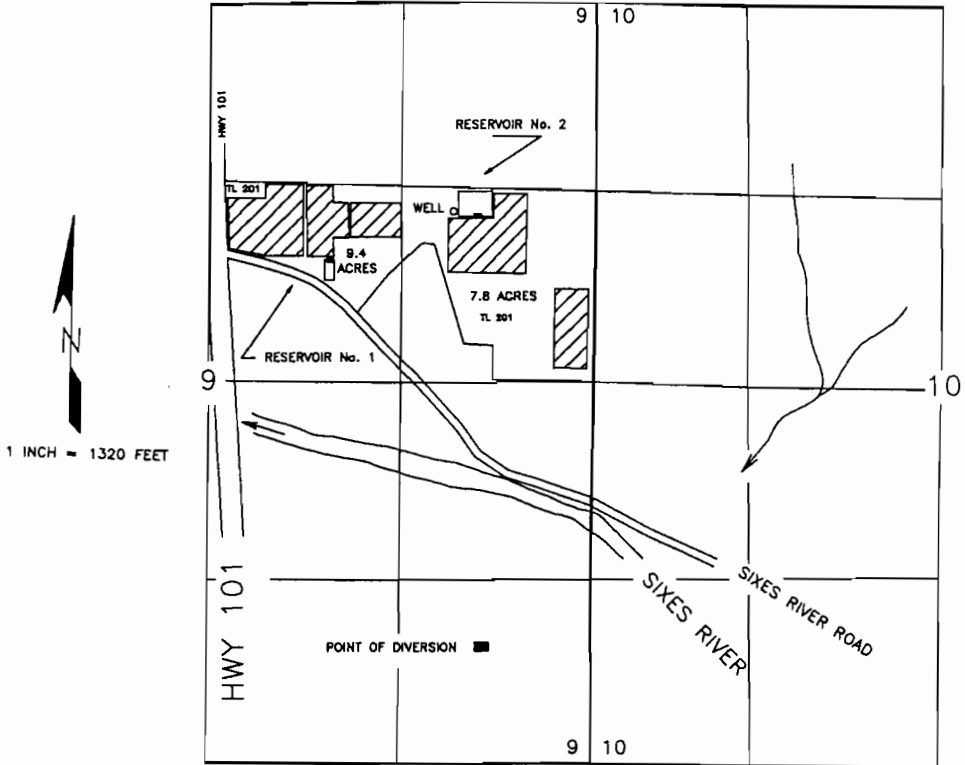 9 10
HWY 101
RESERVOIR No. 2
TL 201
WELL
9.4
ACRES
7.8 ACRES
TL 201
N
RESERVOIR No. 1
9
10
1 INCH = 1320 FEET
HWY 101
SIXES RIVER
SIXES RIVER ROAD
POINT OF DIVERSION
9 10